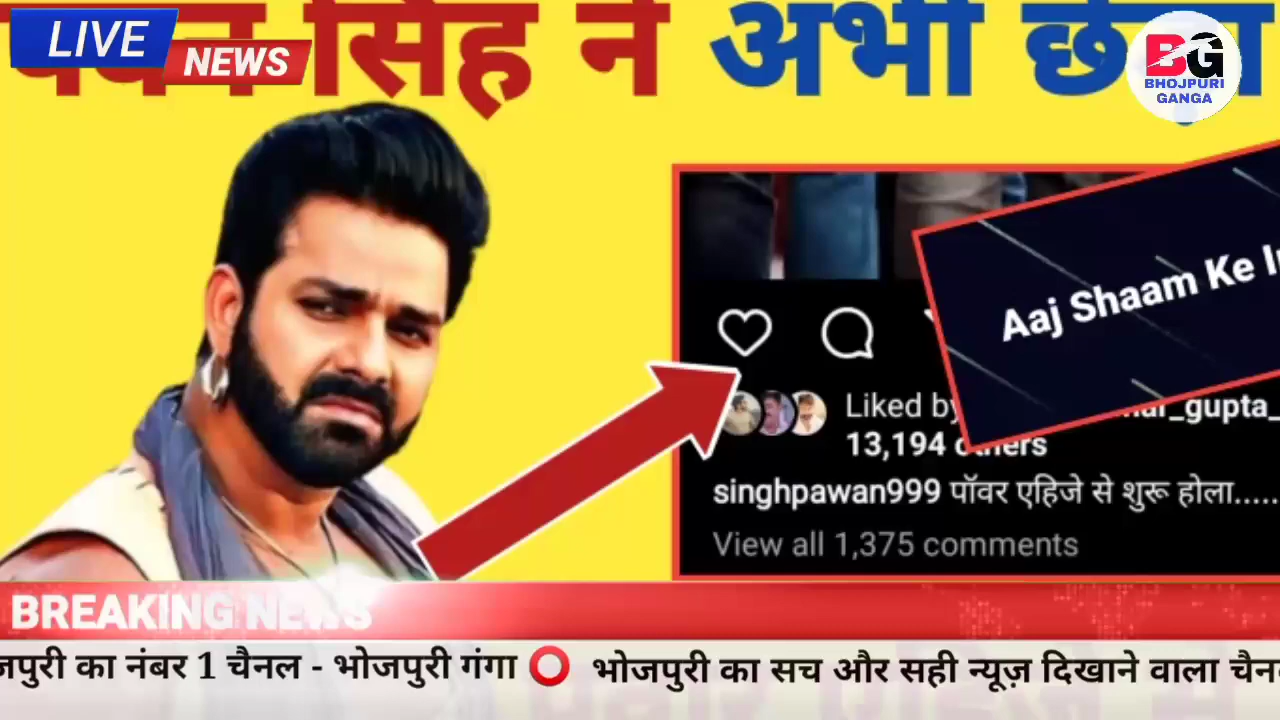 LIVE
NEWS
सिंह ने अभी
BG
BHOJPURI
GANGA
Aaj Shaam Ke
Liked by
13,194 others
singhpawan999 पॉवर एहिजे से शुरू होला.....
View all 1,375 comments
BREAKING NEWS
का नंबर 1 चैनल - भोजपुरी गंगा ⭕ भोजपुरी का सच और सही न्यूज़ दिखाने वाला